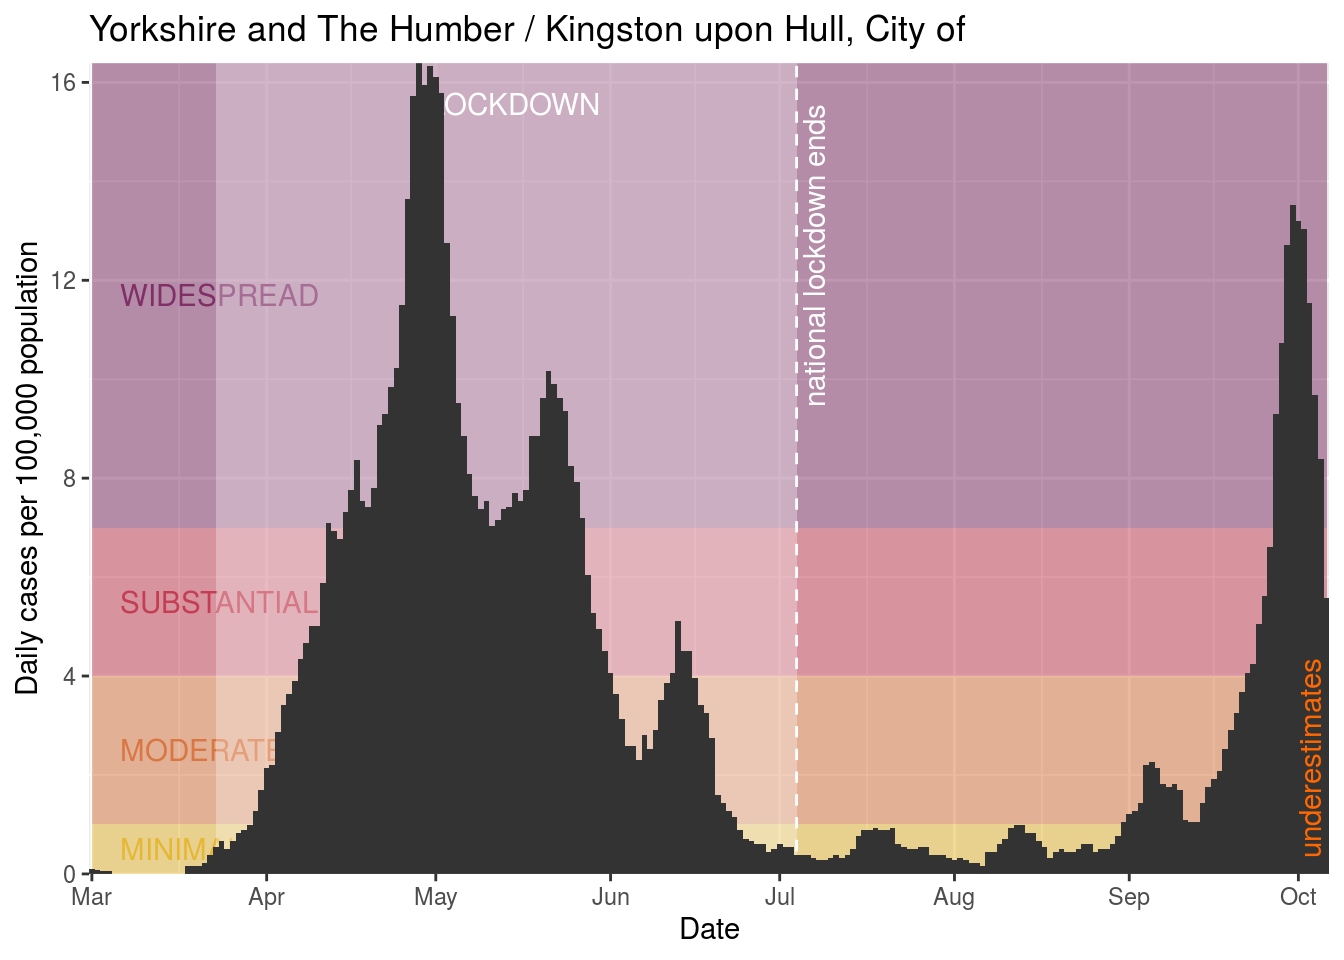 Yorkshire and The Humber / Kingston upon Hull, City of
Daily cases per 100,000 population
16
12
8
4
0
OCKDOWN
national lockdown ends
WIDESPREAD
SUBSTANTIAL
MODERATE
MINIMA
underestimates
Mar Apr May Jun Jul Aug Sep Oct
Date